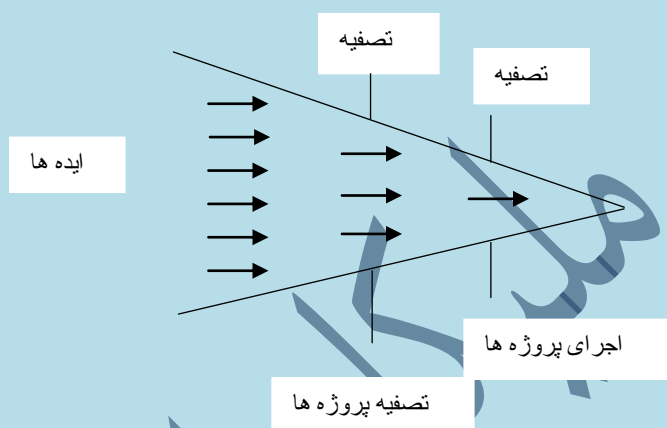 تصفیه
تصفیه
ایده ها
اجرای پروژه ها
تصفیه پروژه ها